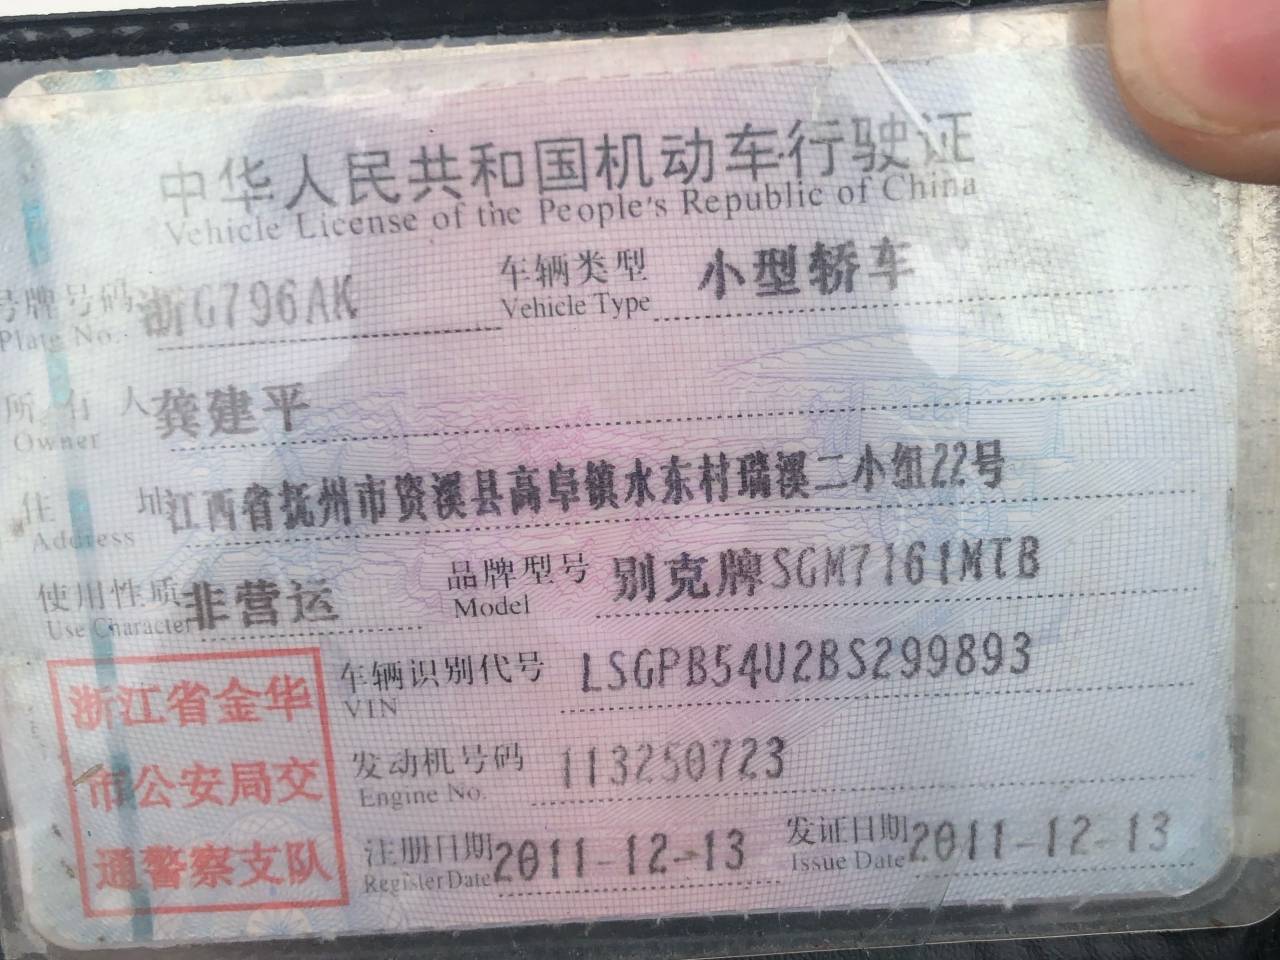 中华人民共和国机动车行驶证
Vehicle License of the People's Republic of China
号牌号码 浙G796AK 车辆类型 小型轿车
Plate No. Vehicle Type
所有人 龚建平
Owner
住址 江西省抚州市资溪县高阜镇水东村瑞溪二小组22号
Address
使用性质 非营运 品牌型号 别克牌SGM7161MTB
Use Character Model
浙江省金华
市公安局交
通警察支队
车辆识别代号 LSGPB54U2BS299893
VIN
发动机号码 113250723
Engine No.
注册日期 2011-12-13 发证日期 2011-12-13
Register Date Issue Date